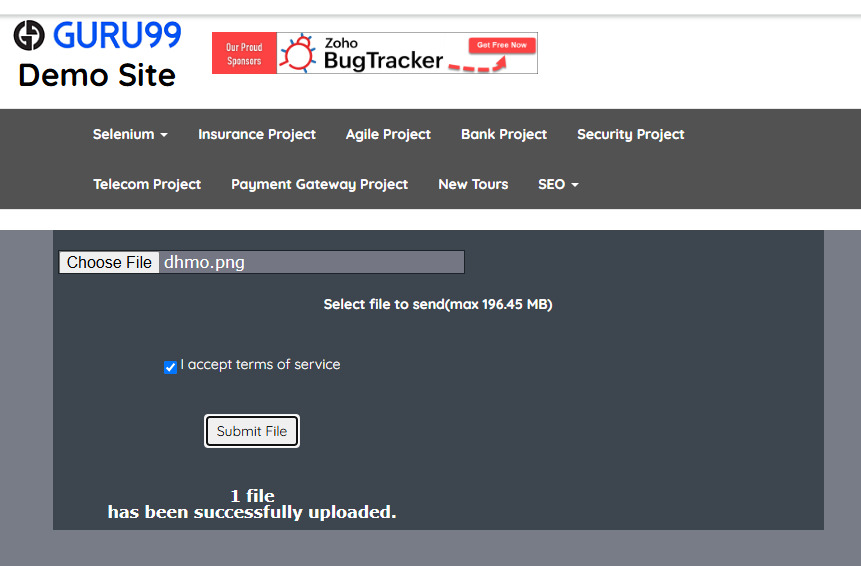 GURU99
Demo Site
Our Proud
Sponsors
Zoho
BugTracker
Get Free Now
Selenium
Insurance Project
Agile Project
Bank Project
Security Project
Telecom Project
Payment Gateway Project
New Tours
SEO
Choose File dhmo.png
Select file to send(max 196.45 MB)
I accept terms of service
Submit File
1 file
has been successfully uploaded.